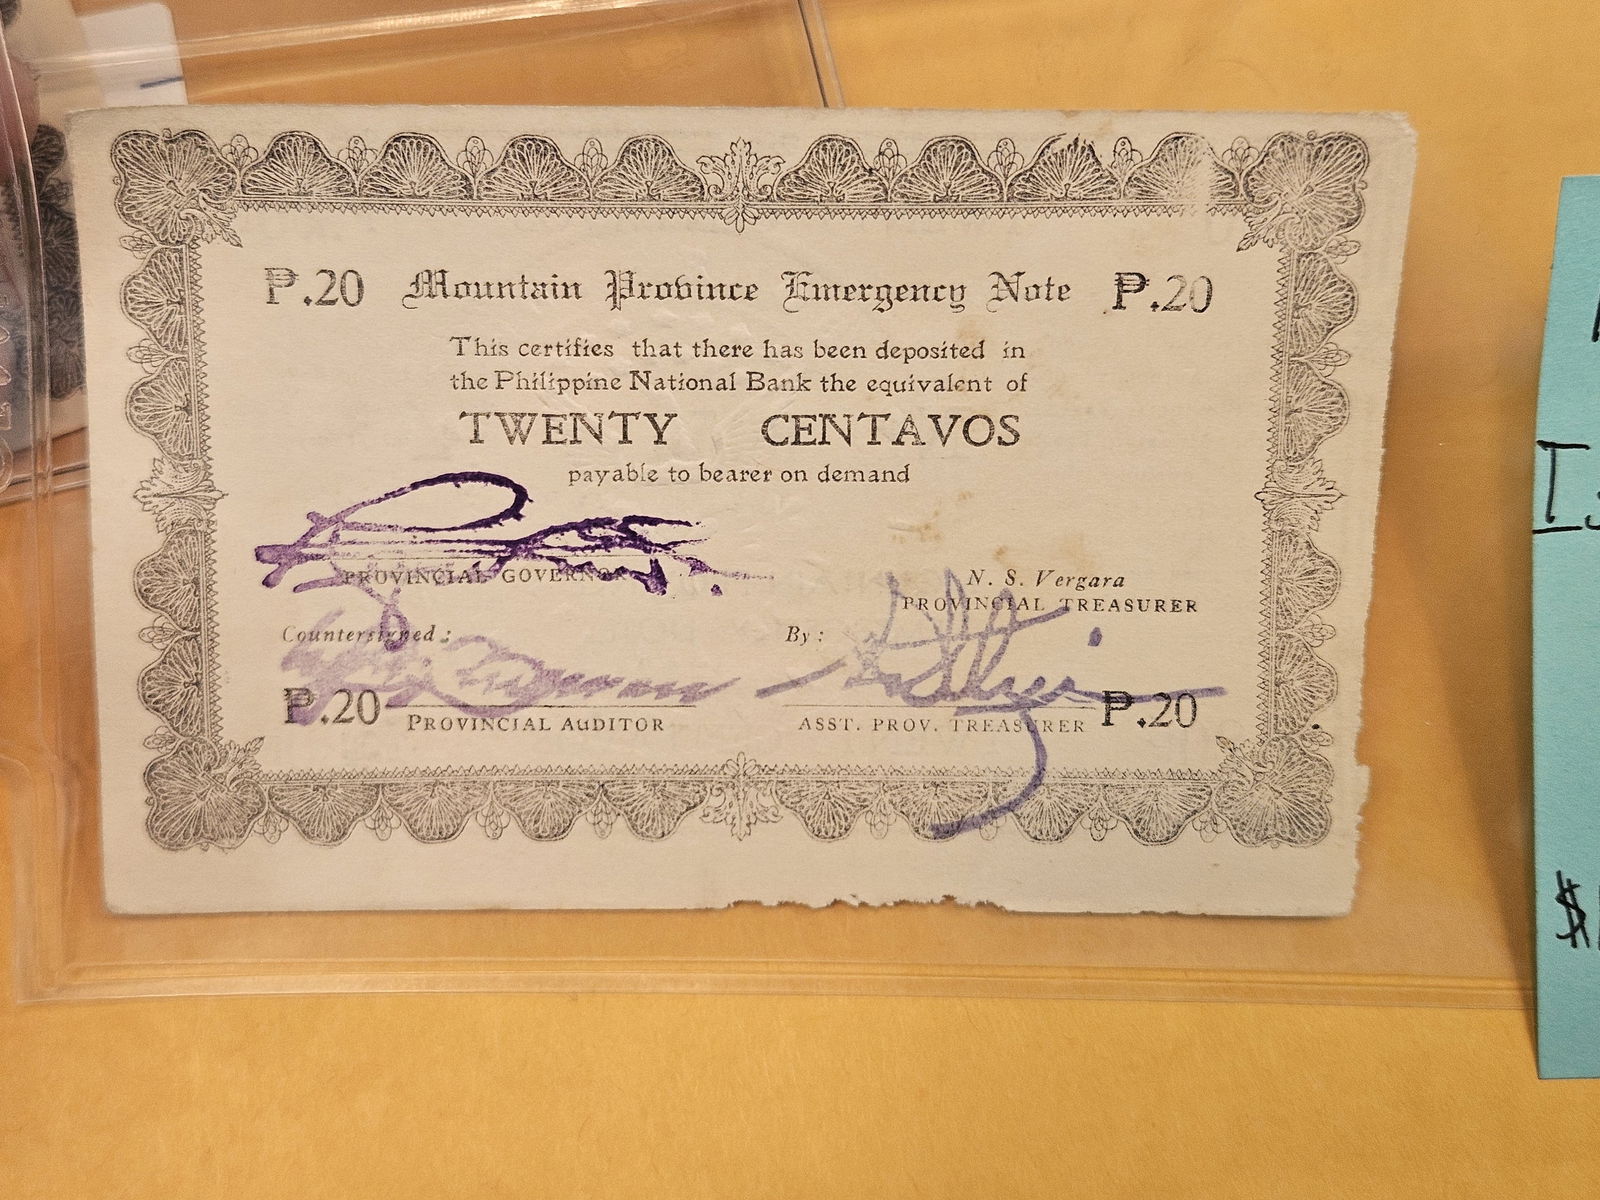 ₱.20 Mountain Province Emergency Note ₱.20
This certifies that there has been deposited in
the Philippine National Bank the equivalent of
TWENTY CENTAVOS
payable to bearer on demand
PROVINCIAL GOVERNOR
N. S. Vergara
PROVINCIAL TREASURER
Countersigned :
By :
₱.20
PROVINCIAL AUDITOR
ASST. PROV. TREASURER
₱.20
$